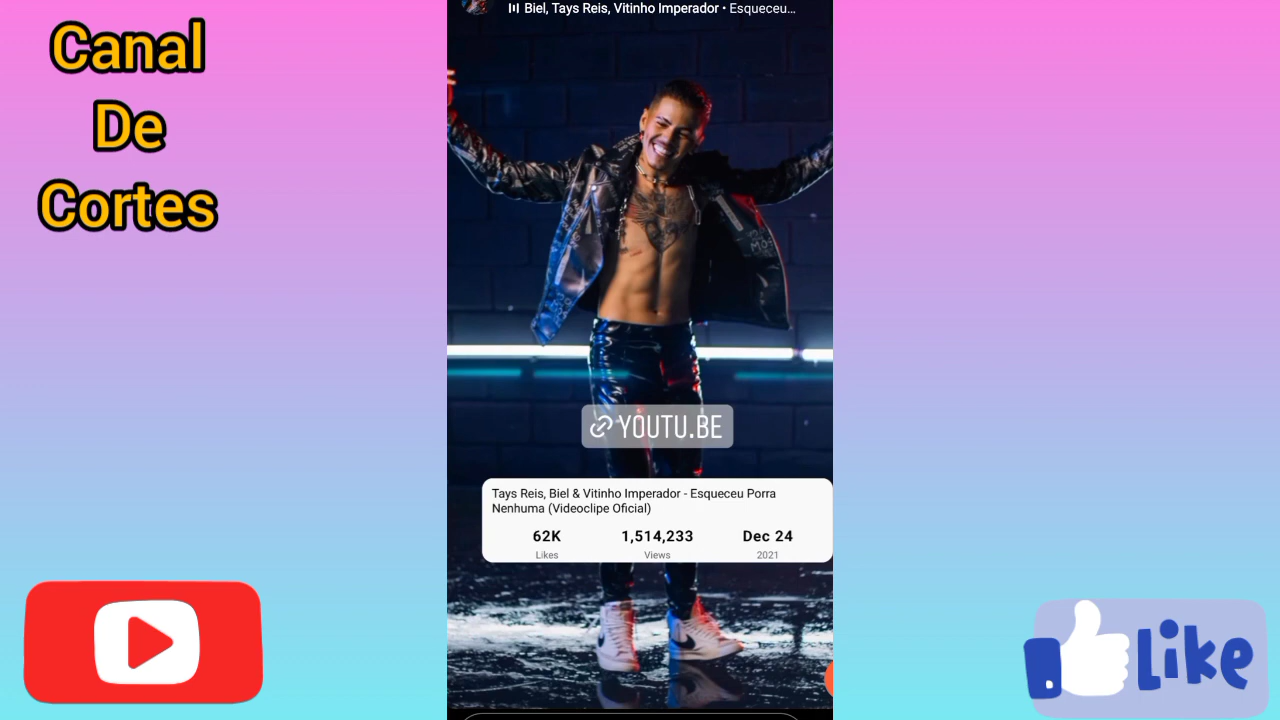 Canal
De
Cortes
Biel, Tays Reis, Vitinho Imperador • Esqueceu...
YOUTU.BE
Tays Reis, Biel & Vitinho Imperador - Esqueceu Porra
Nenhuma (Videoclipe Oficial)
62K 1,514,233 Dec 24
Likes Views 2021
Like